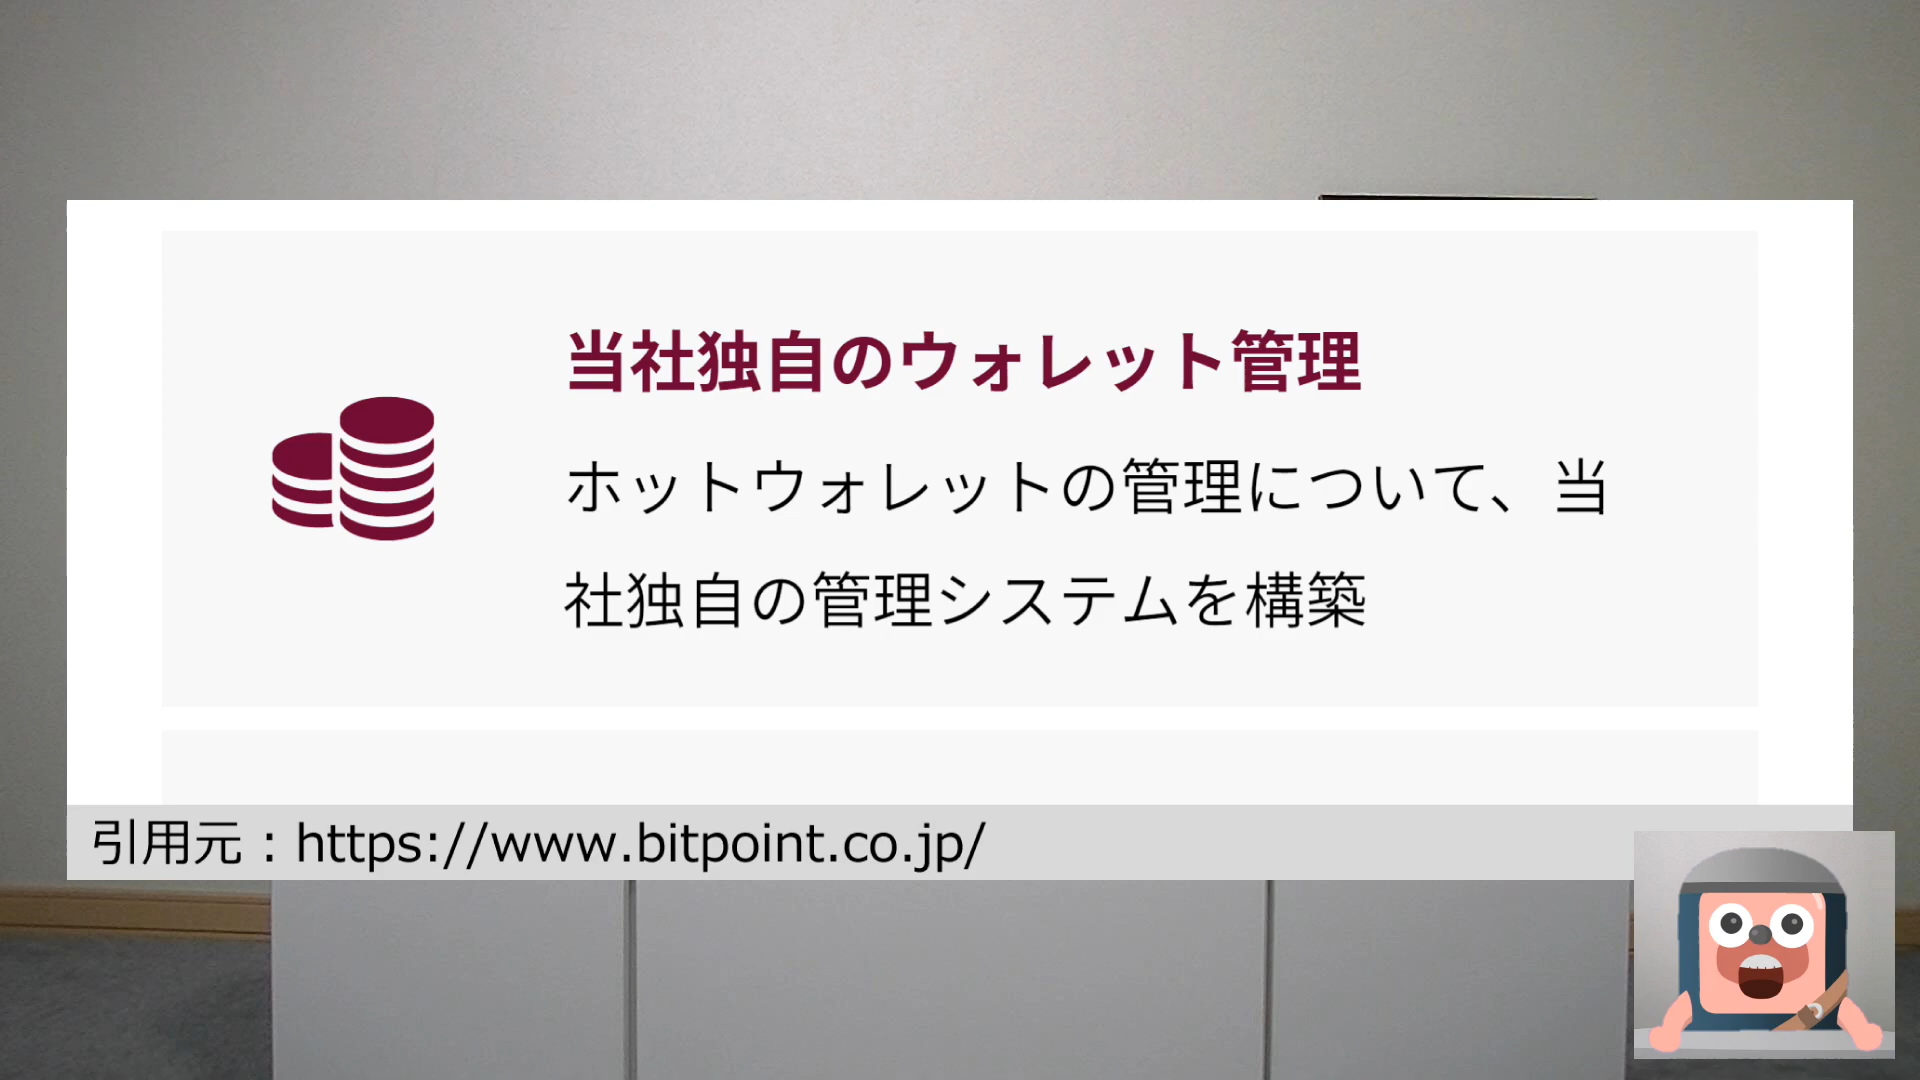 当社独自のウォレット管理
ホットウォレットの管理について、当
社独自の管理システムを構築
引用元：https://www.bitpoint.co.jp/